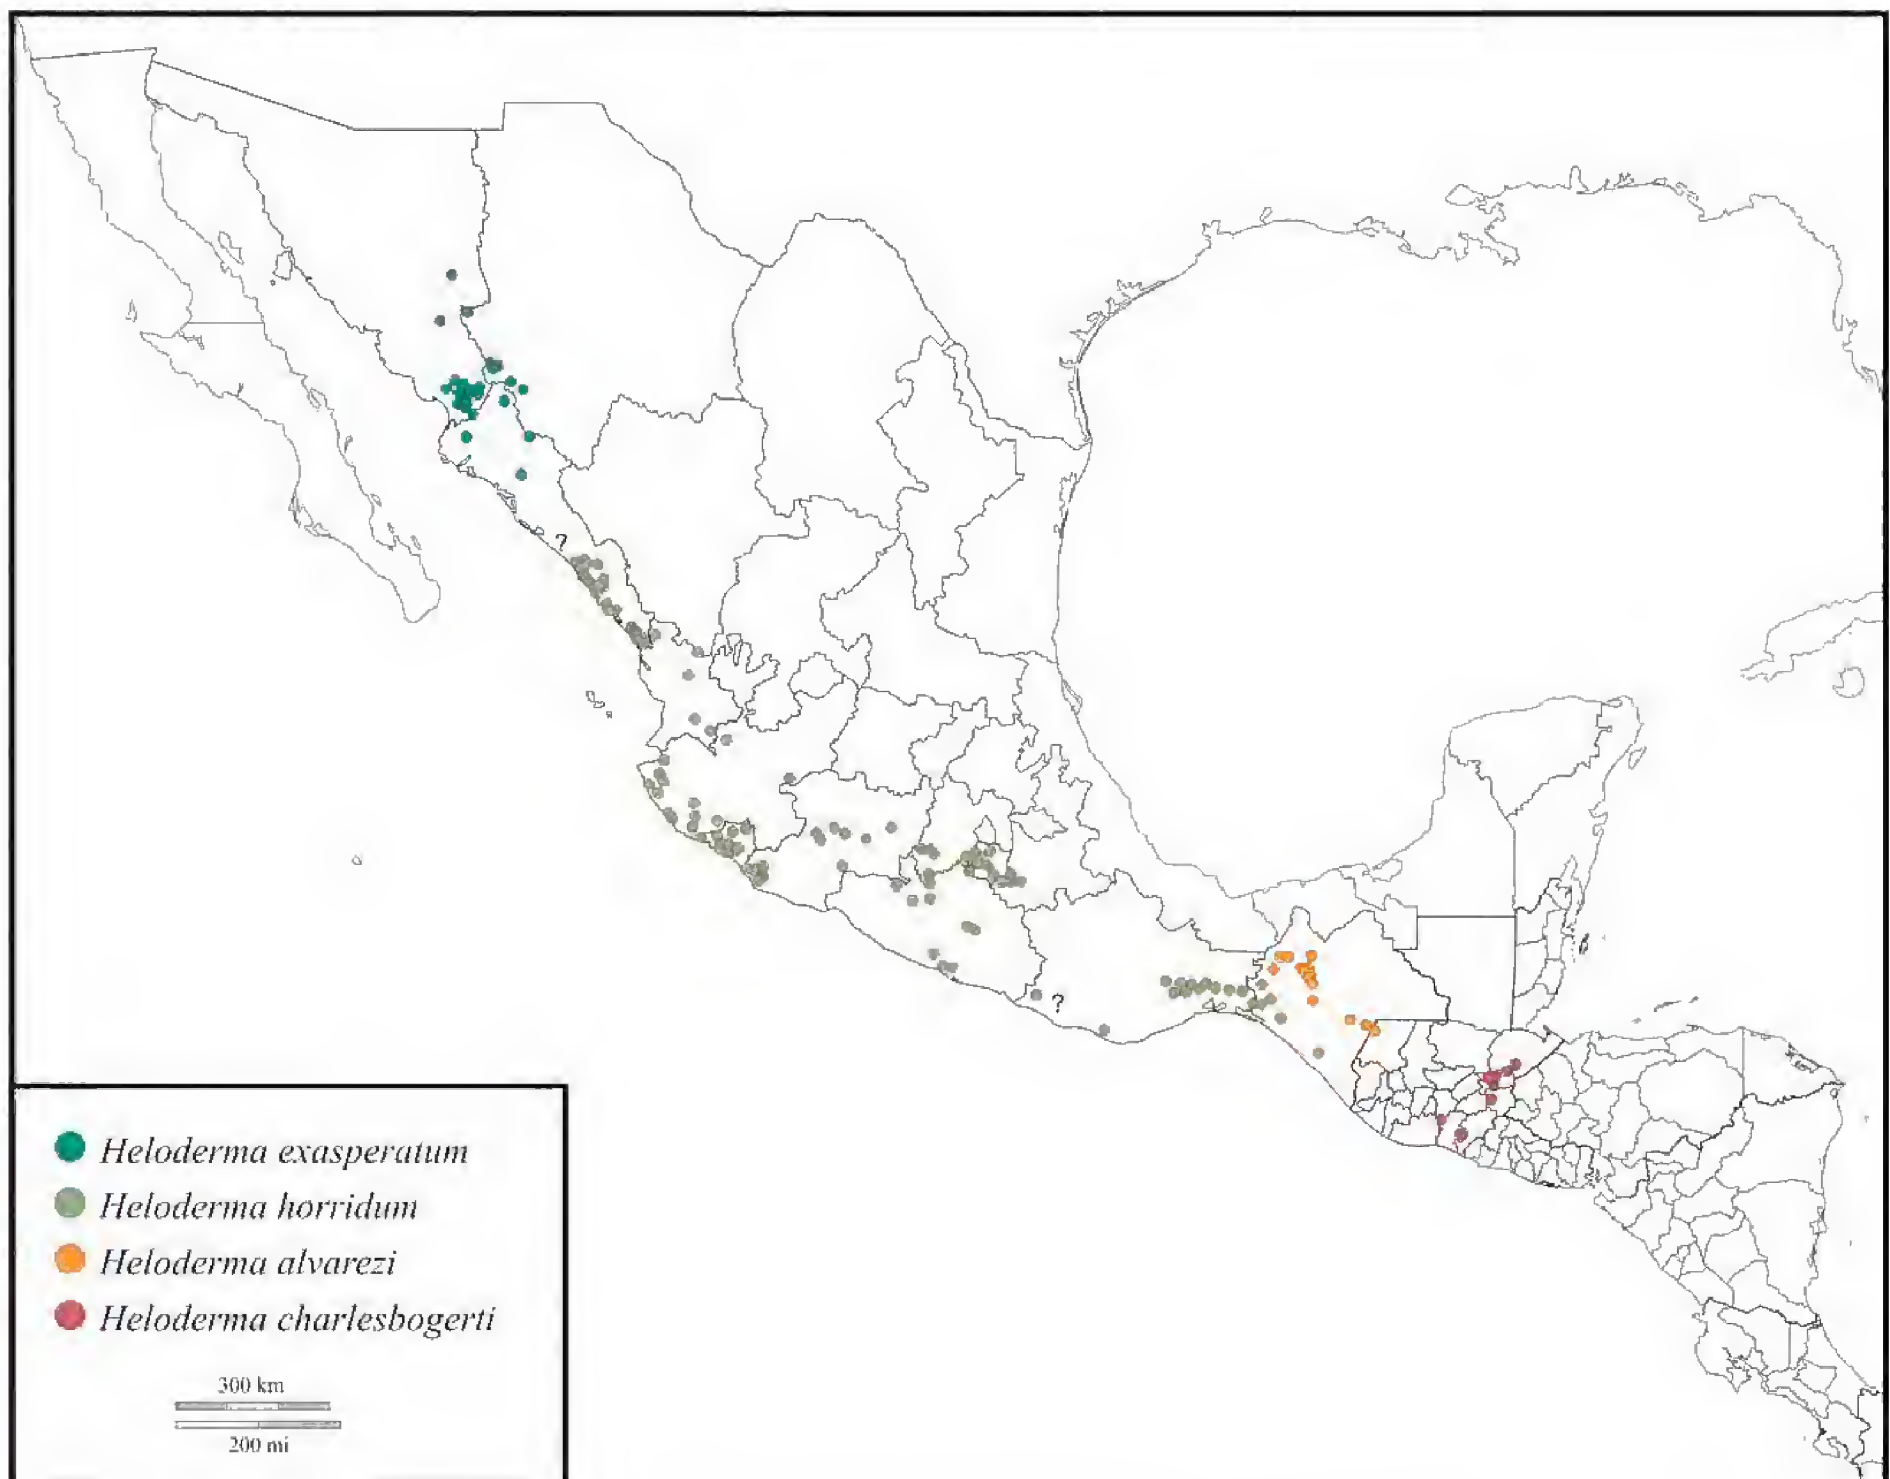 ?
?
Heloderma exasperatum
Heloderma horridum
Heloderma alvarezi
Heloderma charlesbogerti
300 km
200 mi